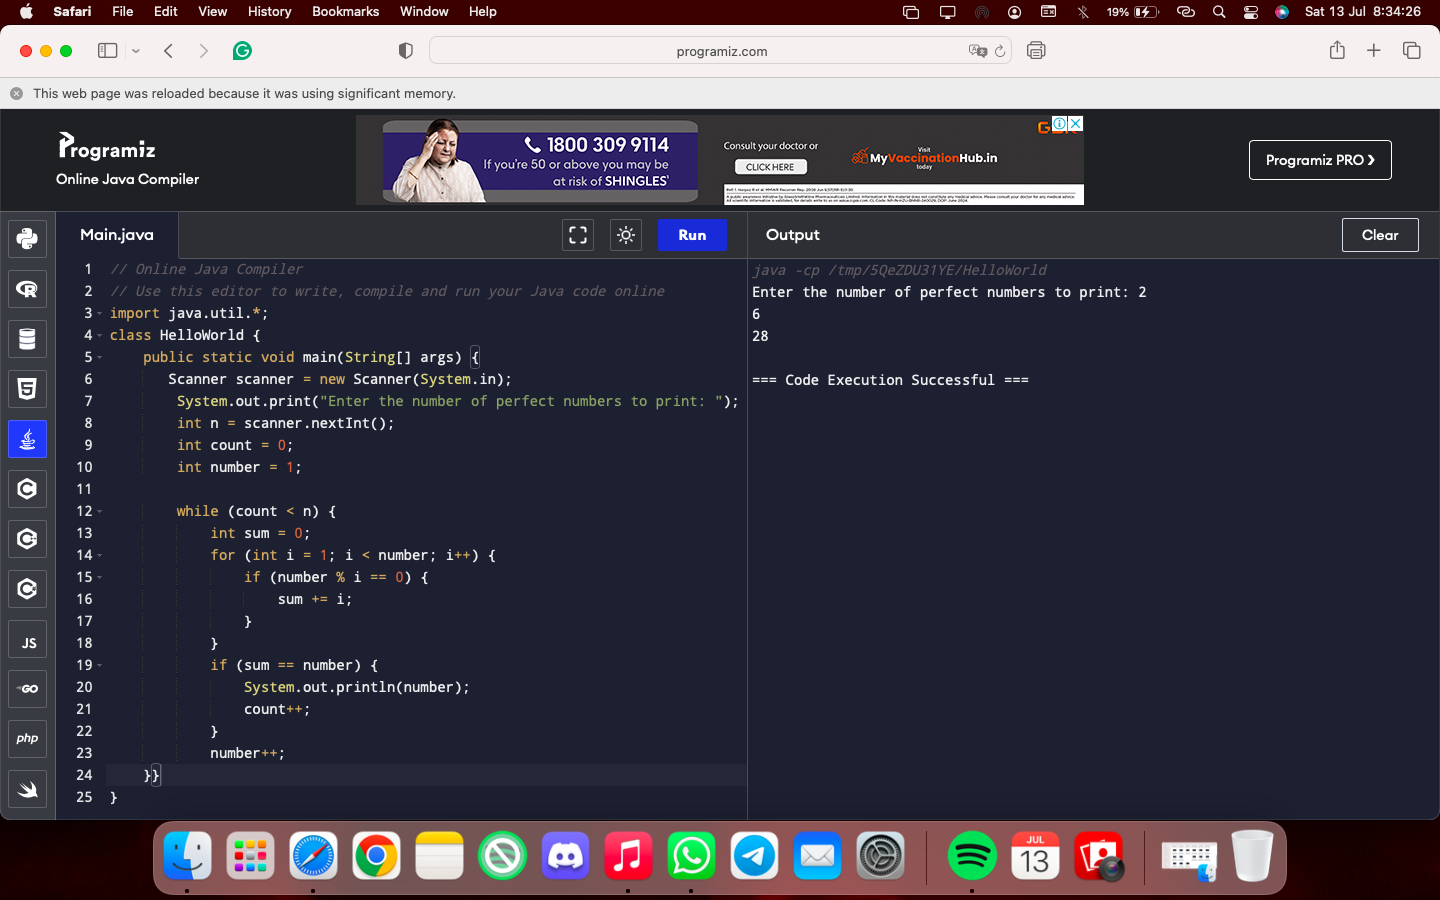 Safari File Edit View History Bookmarks Window Help 19% Sat 13 Jul 8:34:26
programiz.com
This web page was reloaded because it was using significant memory.
Programiz
Online Java Compiler
1800 309 9114
If you're 50 or above you may be
at risk of SHINGLES
Consult your doctor or
CLICK HERE
Visit
MyVaccinationHub.in
today
Programiz PRO
Main.java
Run
Output
Clear
1 // Online Java Compiler
2 // Use this editor to write, compile and run your Java code online
3 import java.util.*;
4 class HelloWorld {
5 public static void main(String[] args) {
6 Scanner scanner = new Scanner(System.in);
7 System.out.print("Enter the number of perfect numbers to print: ");
8 int n = scanner.nextInt();
9 int count = 0;
10 int number = 1;
11
12 while (count < n) {
13 int sum = 0;
14 for (int i = 1; i < number; i++) {
15 if (number % i == 0) {
16 sum += i;
17 }
18 }
19 if (sum == number) {
20 System.out.println(number);
21 count++;
22 }
23 number++;
24 }}
25 }
java -cp /tmp/5QeZDU31YE/HelloWorld
Enter the number of perfect numbers to print: 2
6
28
=== Code Execution Successful ===
R
5
C
C
C
JS
GO
php
JUL
13